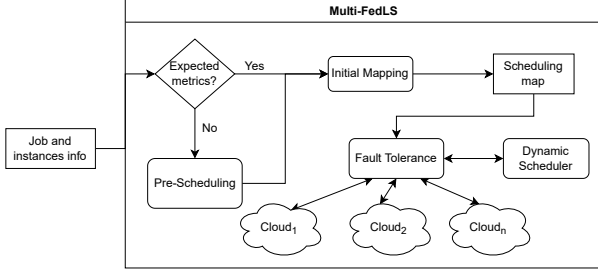 Multi-FedLS
Expected
metrics?
Yes
No
Initial Mapping
Scheduling
map
Job and
instances info
Pre-Scheduling
Fault Tolerance
Dynamic
Scheduler
Cloud1
Cloud2
Cloudn